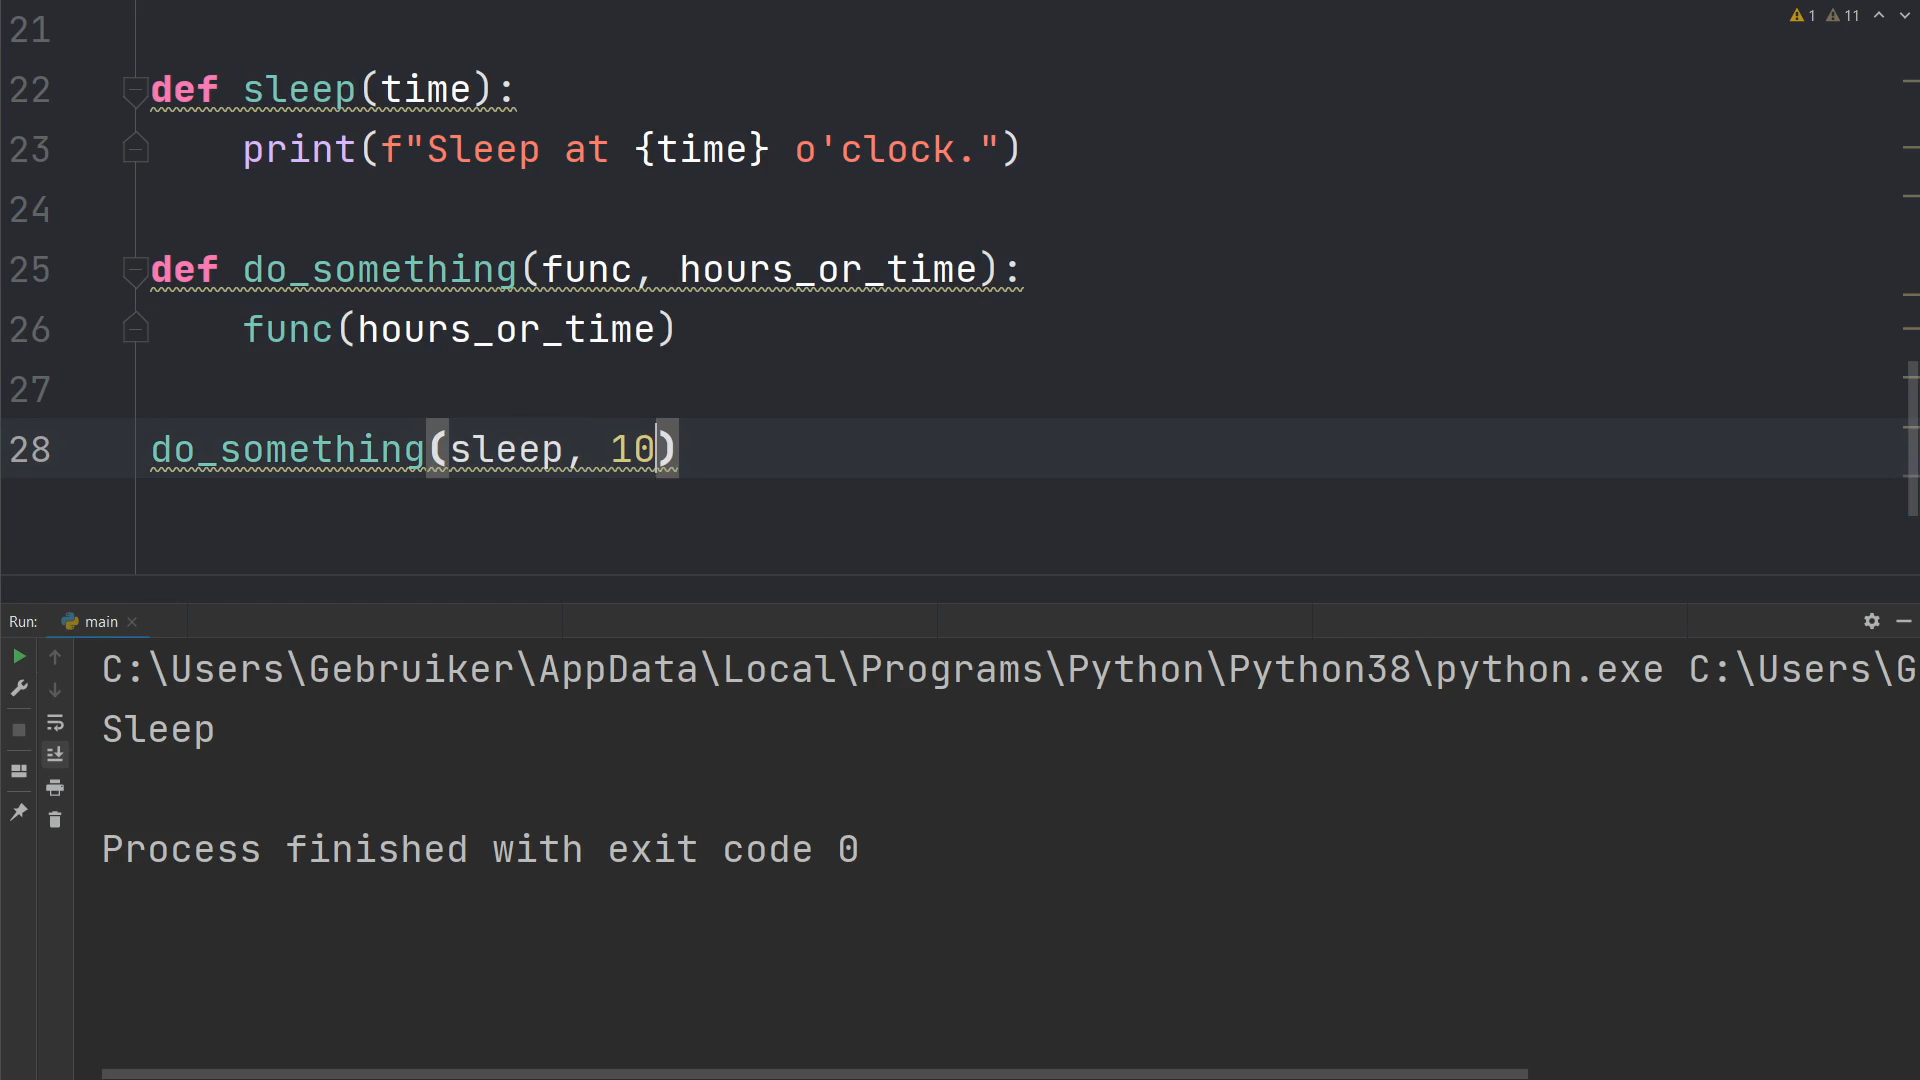 21
1 11
22 def sleep(time):
23 print(f"Sleep at {time} o'clock.")
24
25 def do_something(func, hours_or_time):
26 func(hours_or_time)
27
28 do_something(sleep, 10)
Run: main
C:\Users\Gebruiker\AppData\Local\Programs\Python\Python38\python.exe C:\Users\G
Sleep
Process finished with exit code 0